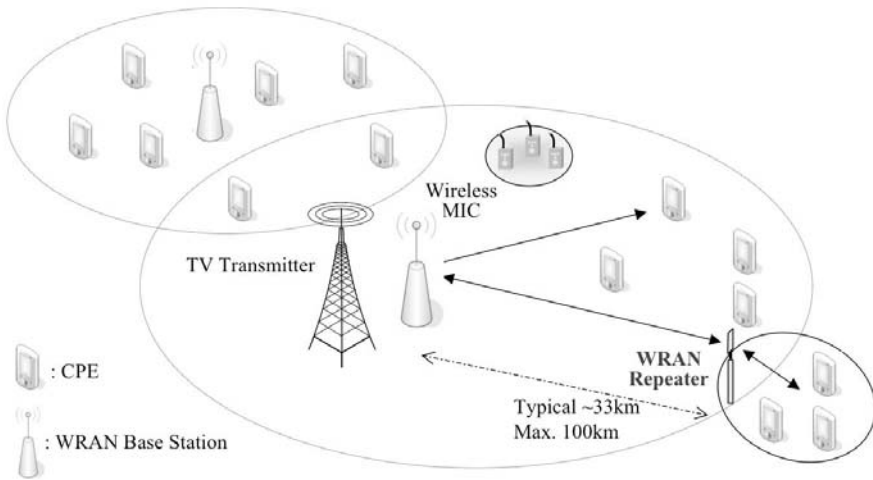 Wireless
MIC
TV Transmitter
WRAN
Repeater
: CPE
Typical ~33km
Max. 100km
: WRAN Base Station